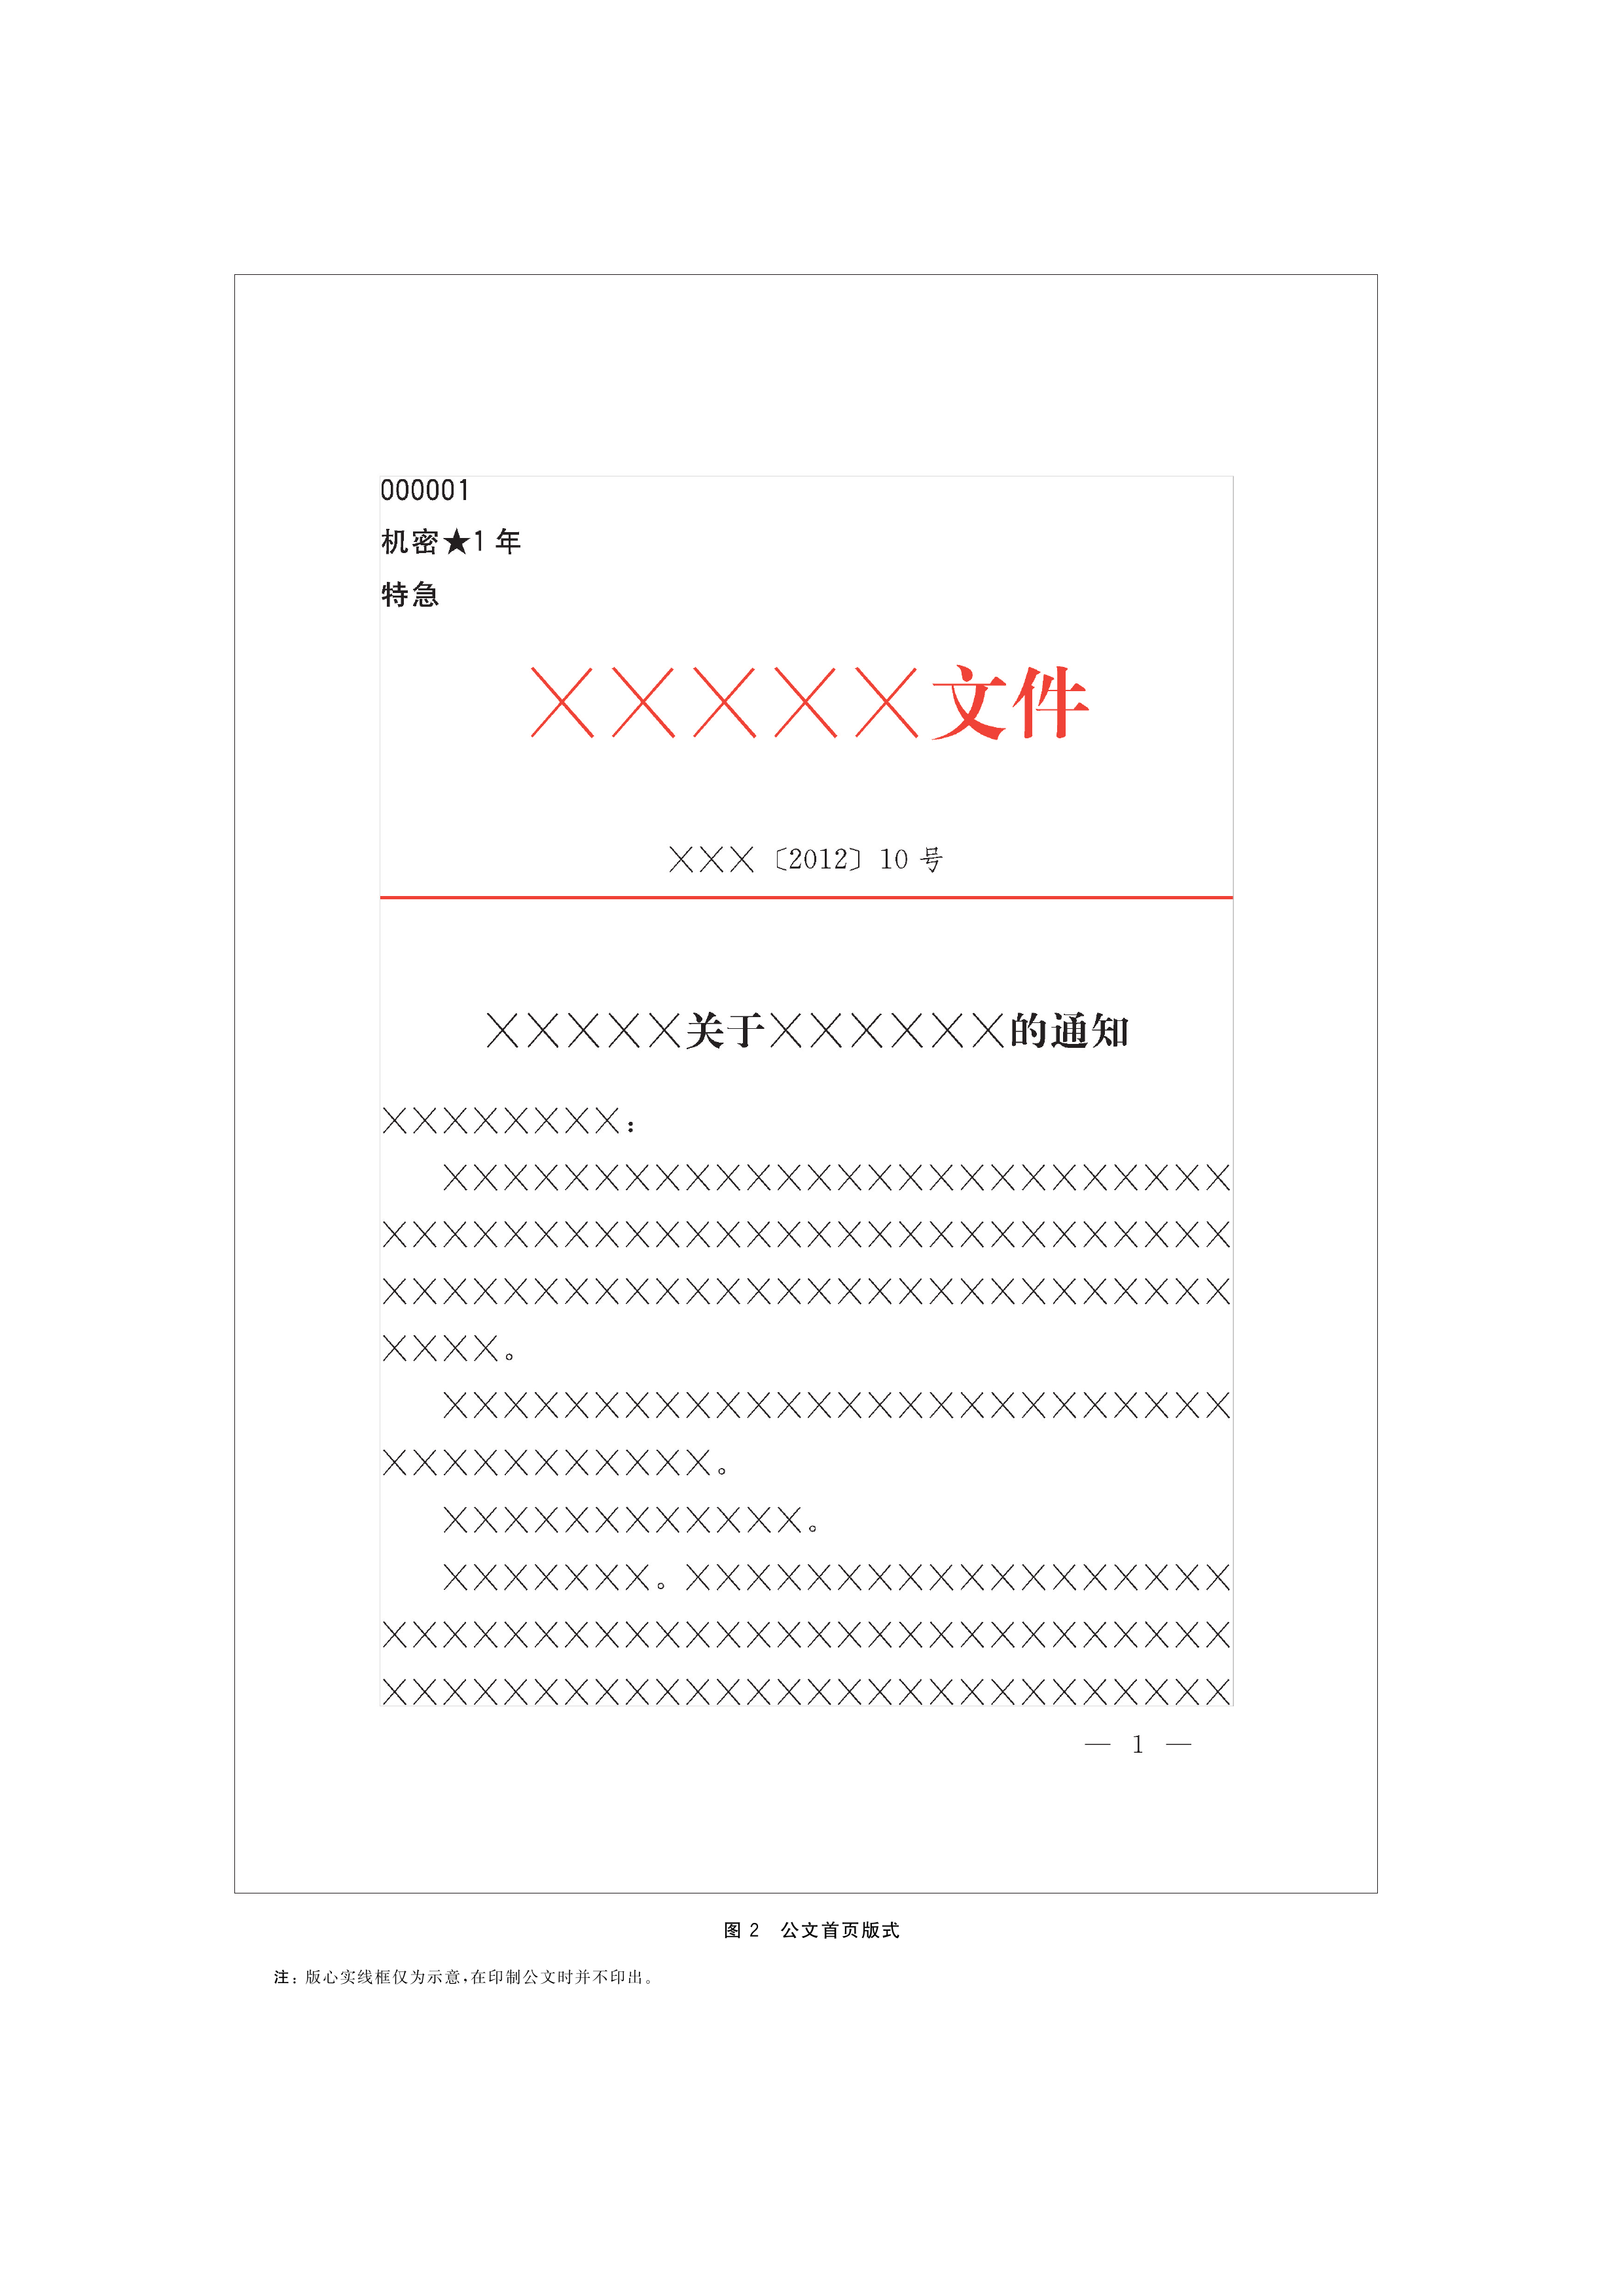 000001
机密★1年
特急
×××××文件
×××〔2012〕10号
×××××关于××××××的通知
××××××××：
××××××××××××××××××××××××××
××××××××××××××××××××××××××××
××××××××××××××××××××××××××××
××××。
××××××××××××××××××××××××××
×××××××××××。
××××××××××××。
×××××××。××××××××××××××××××
××××××××××××××××××××××××××××
××××××××××××××××××××××××××××
— 1 —
图 2　公文首页版式
注：版心实线框仅为示意，在印制公文时并不印出。